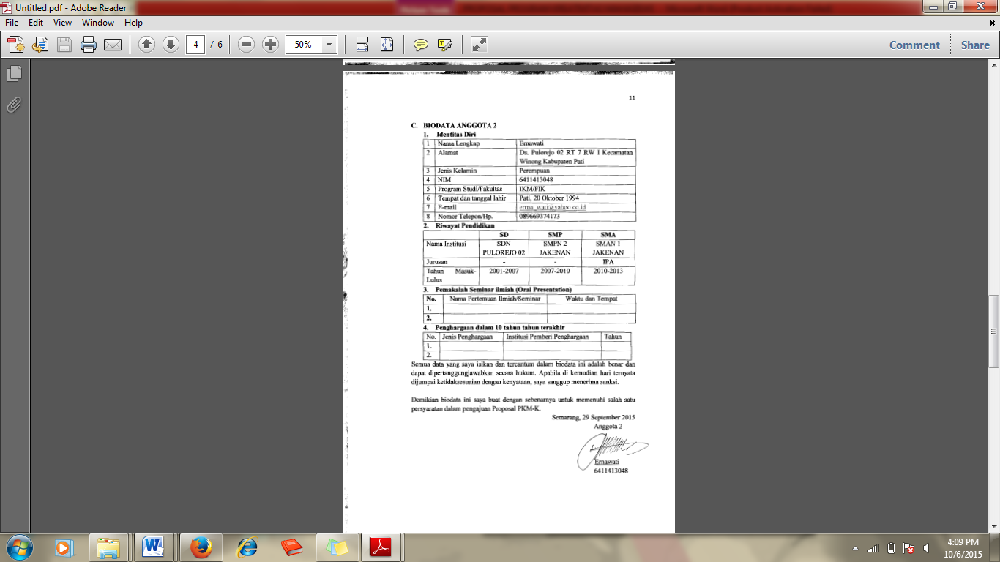 Untitled.pdf - Adobe Reader
File Edit View Window Help
4 / 6 50% Comment Share
11
C. BIODATA ANGGOTA 2
1. Identitas Diri
1 Nama Lengkap Ernawati
2 Alamat Ds. Pulorejo 02 RT 7 RW I Kecamatan
Winong Kabupaten Pati
3 Jenis Kelamin Perempuan
4 NIM 6411413048
5 Program Studi/Fakultas IKM/FIK
6 Tempat dan tanggal lahir Pati, 20 Oktober 1994
7 E-mail erma_wati@yahoo.co.id
8 Nomor Telepon/Hp. 089669374173
2. Riwayat Pendidikan
SD SMP SMA
Nama Institusi SDN SMPN 2 SMAN 1
PULOREJO 02 JAKENAN JAKENAN
Jurusan - - IPA
Tahun Masuk- 2001-2007 2007-2010 2010-2013
Lulus
3. Pemakalah Seminar ilmiah (Oral Presentation)
No. Nama Pertemuan Ilmiah/Seminar Waktu dan Tempat
1.
2.
4. Penghargaan dalam 10 tahun tahun terakhir
No. Jenis Penghargaan Institusi Pemberi Penghargaan Tahun
1.
2.
Semua data yang saya isikan dan tercantum dalam biodata ini adalah benar dan
dapat dipertanggungjawabkan secara hukum. Apabila di kemudian hari ternyata
dijumpai ketidaksesuaian dengan kenyataan, saya sanggup menerima sanksi.
Demikian biodata ini saya buat dengan sebenarnya untuk memenuhi salah satu
persyaratan dalam pengajuan Proposal PKM-K.
Semarang, 29 September 2015
Anggota 2
Ernawati
6411413048
4:09 PM
10/6/2015